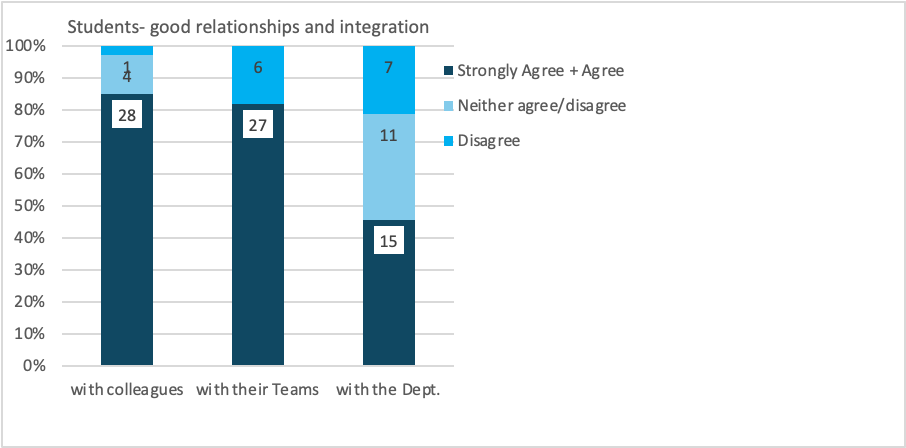 Students- good relationships and integration
100%
90%
80%
70%
60%
50%
40%
30%
20%
10%
0%
1
4
28
6
27
7
11
15
with colleagues
with their Teams
with the Dept.
Strongly Agree + Agree
Neither agree/disagree
Disagree